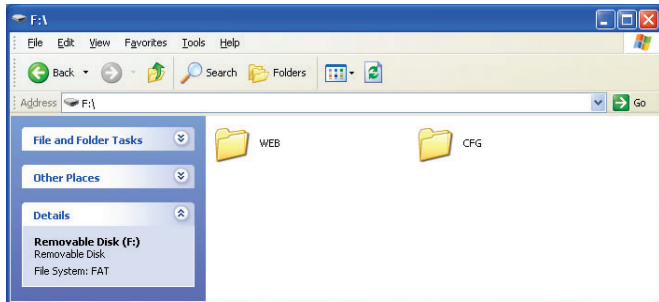 F:\
File Edit View Favorites Tools Help
Back Search Folders
Address F:\ Go
File and Folder Tasks
WEB
CFG
Other Places
Details
Removable Disk (F:)
Removable Disk
File System: FAT